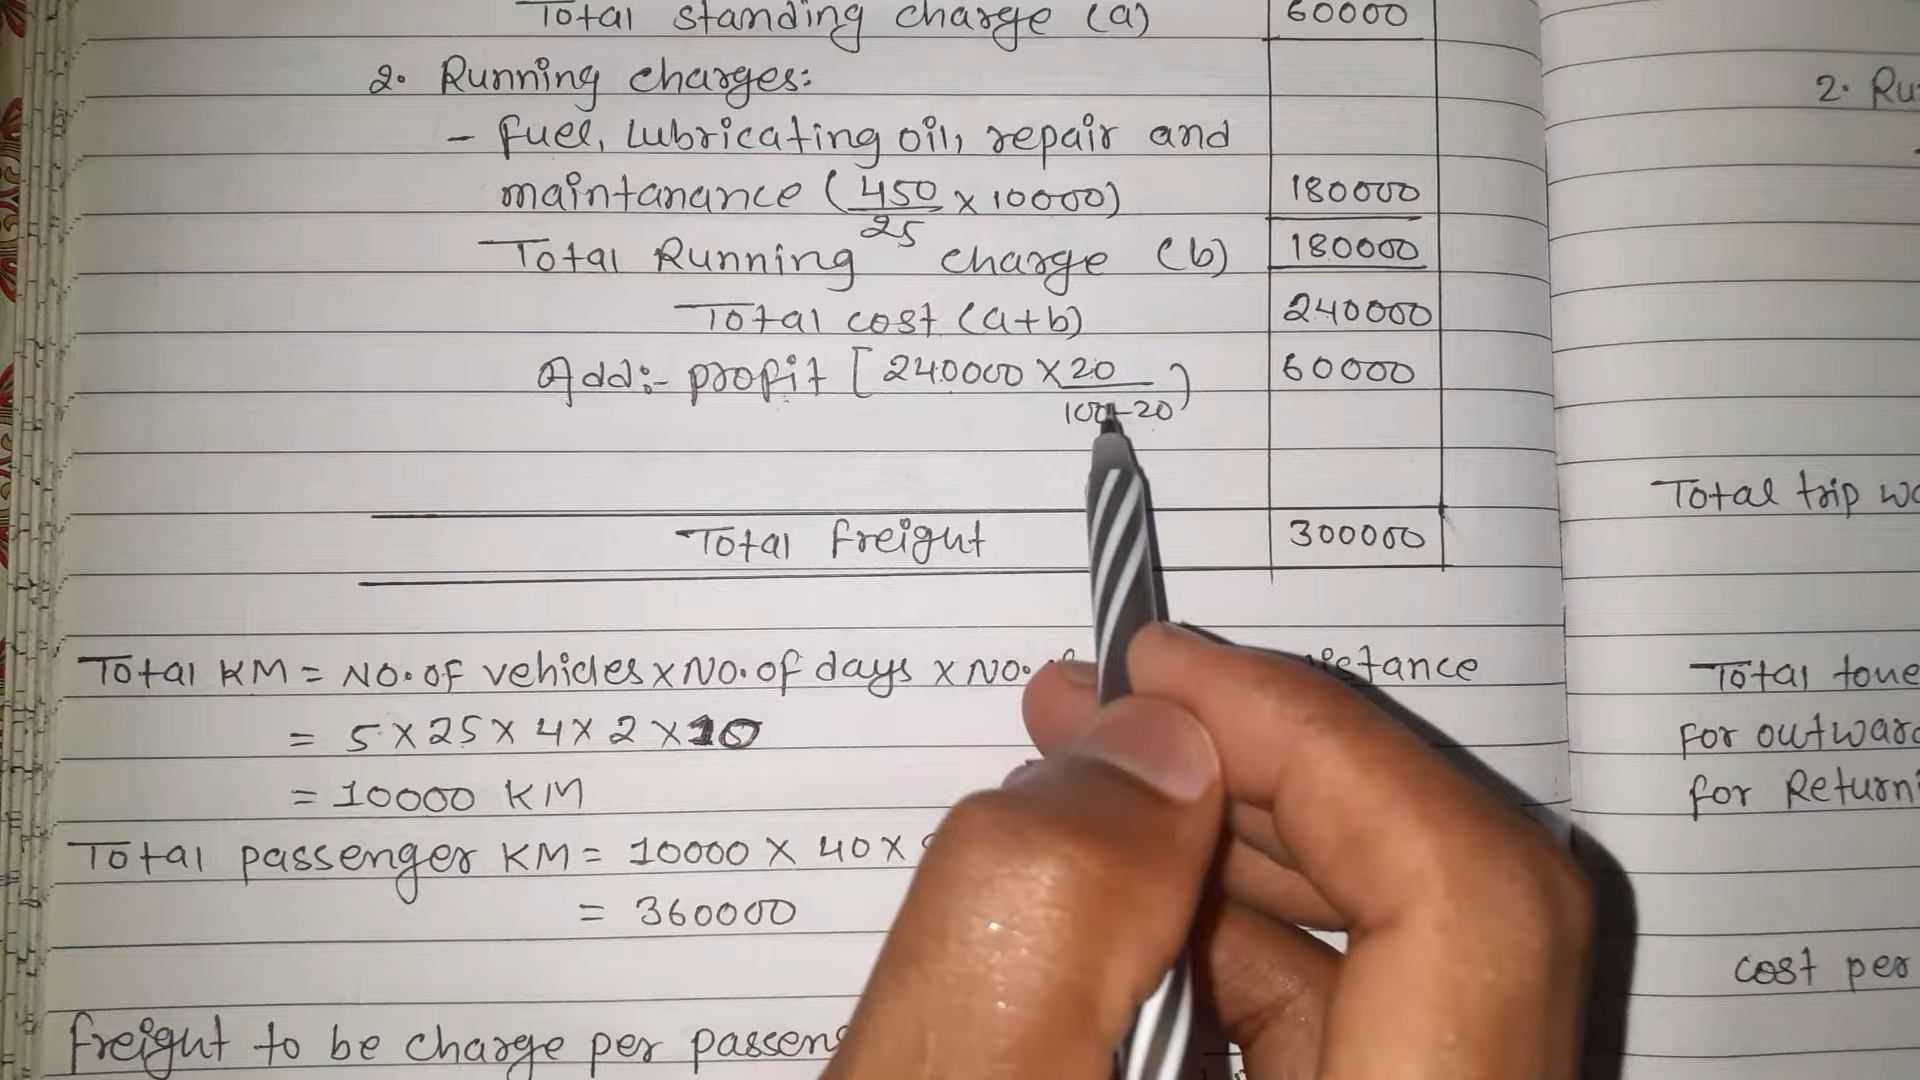 Total standing charge (a) 60000
2. Running charges:
- fuel, lubricating oil, repair and
maintanance (450/25 x 10000) 180000
Total Running charge (b) 180000
Total cost (a+b) 240000
Add:- profit [240000 x 20/100-20) 60000
Total freight 300000
Total KM = NO. of vehicles x No. of days x No. distance
= 5 x 25 x 4 x 2 x 10
= 10000 KM
Total passenger KM = 10000 x 40 x
= 360000
freight to be charge per passen
2. Ru
Total trip
Total tone
for outward
for Return
cost per